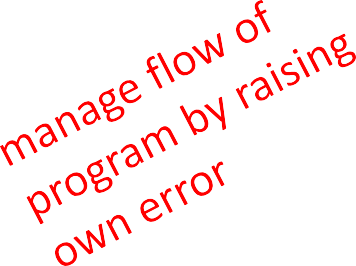 manage flow of
program by raising
own error